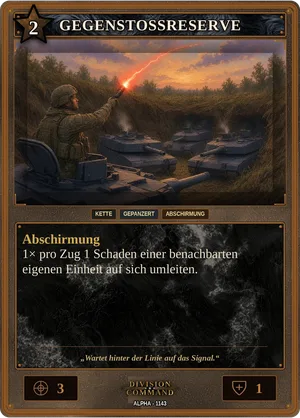 2
GEGENSTOSSRESERVE
KETTE GEPANZERT ABSCHIRMUNG
Abschirmung
1× pro Zug 1 Schaden einer benachbarten
eigenen Einheit auf sich umleiten.
„Wartet hinter der Linie auf das Signal.“
3
DIVISION
COMMAND
ALPHA - 1143
1